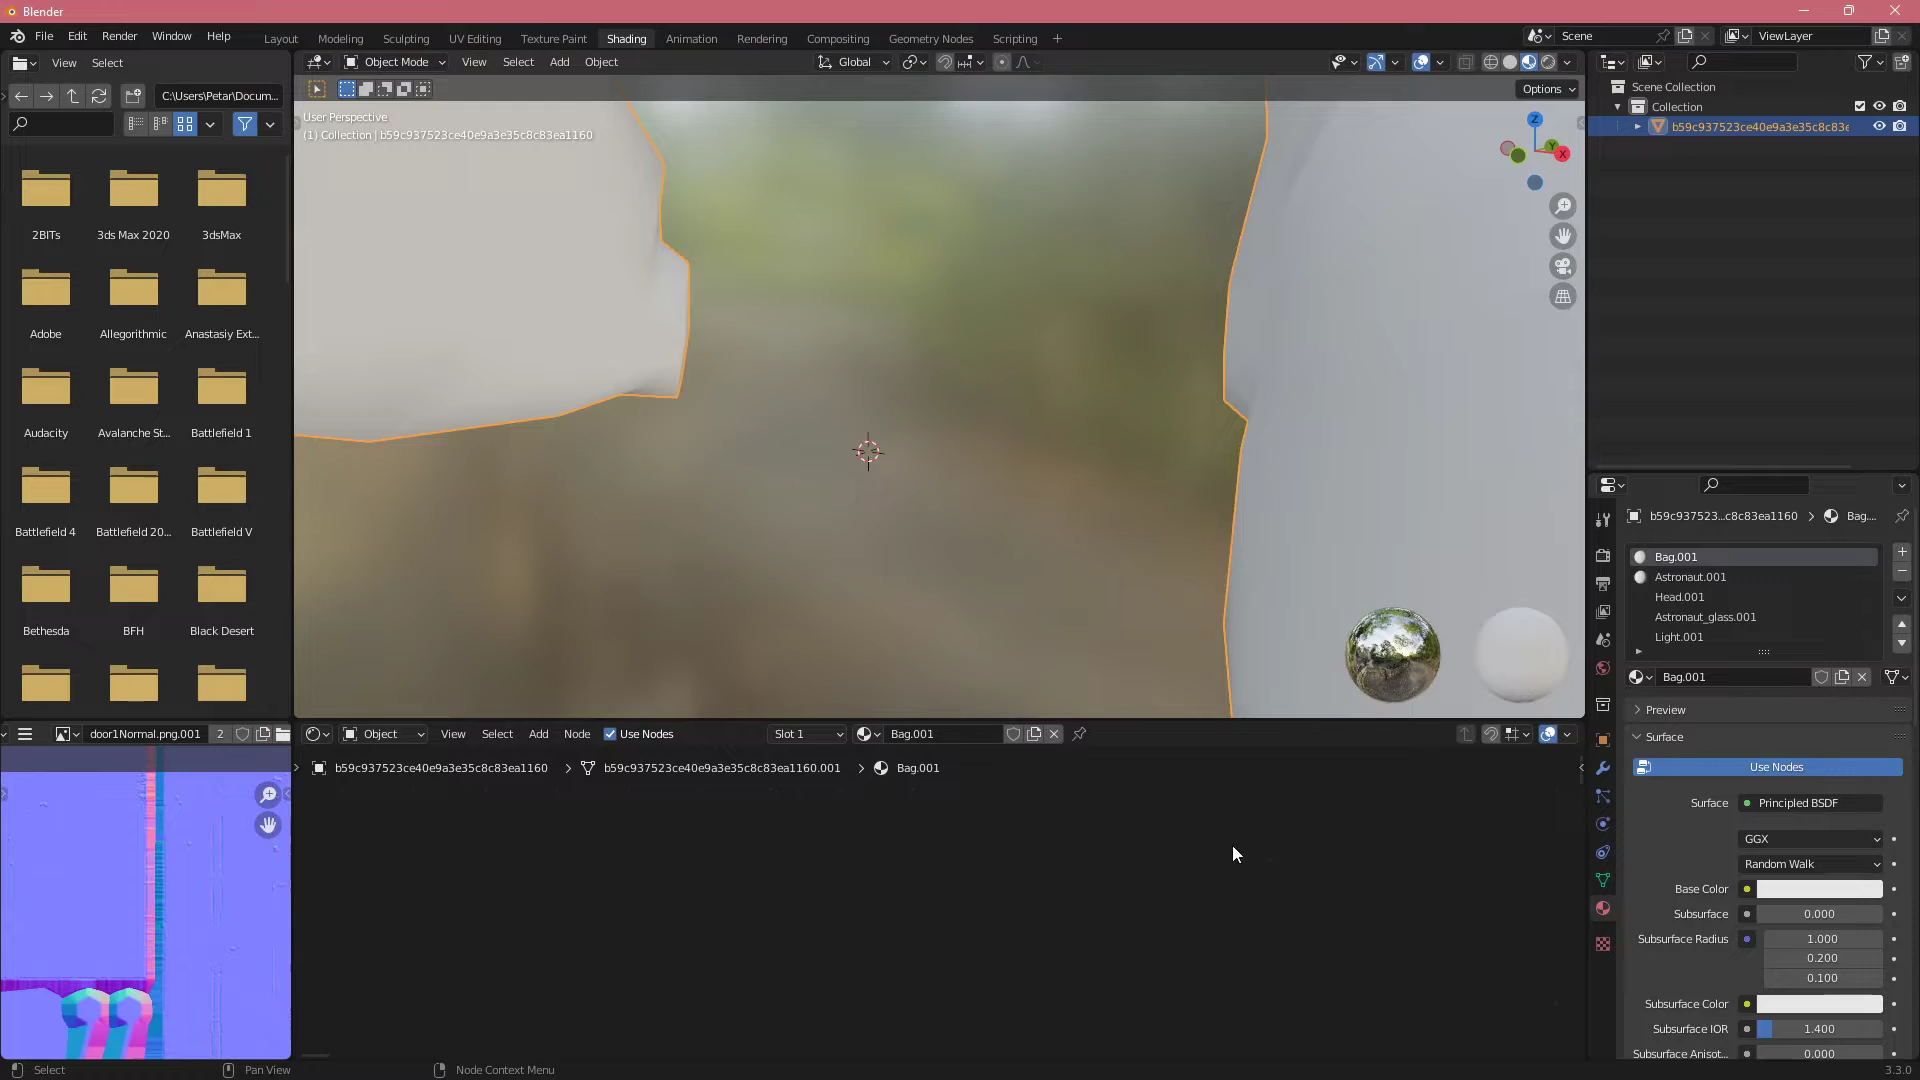 Blender
File Edit Render Window Help
Layout Modeling Sculpting UV Editing Texture Paint Shading Animation Rendering Compositing Geometry Nodes Scripting +
Scene
ViewLayer
View Select
Object Mode View Select Add Object
Global
C:\Users\Petar\Docum...
Options
User Perspective
(1) Collection | b59c937523ce40e9a3e35c8c83ea1160
Z
Y
X
Scene Collection
Collection
b59c937523ce40e9a3e35c8c83e
2BITs
3ds Max 2020
3dsMax
Adobe
Allegorithmic
Anastasiy Ext...
Audacity
Avalanche St...
Battlefield 1
Battlefield 4
Battlefield 20...
Battlefield V
Bethesda
BFH
Black Desert
b59c937523...c8c83ea1160
Bag....
Bag.001
Astronaut.001
Head.001
Astronaut_glass.001
Light.001
Bag.001
Preview
Surface
Use Nodes
Surface Principled BSDF
GGX
Random Walk
Base Color
Subsurface 0.000
Subsurface Radius 1.000
0.200
0.100
Subsurface Color
Subsurface IOR 1.400
Subsurface Anisot... 0.000
door1Normal.png.001 2
Object View Select Add Node Use Nodes Slot 1 Bag.001
b59c937523ce40e9a3e35c8c83ea1160 b59c937523ce40e9a3e35c8c83ea1160.001 Bag.001
Select Pan View Node Context Menu
3.3.0